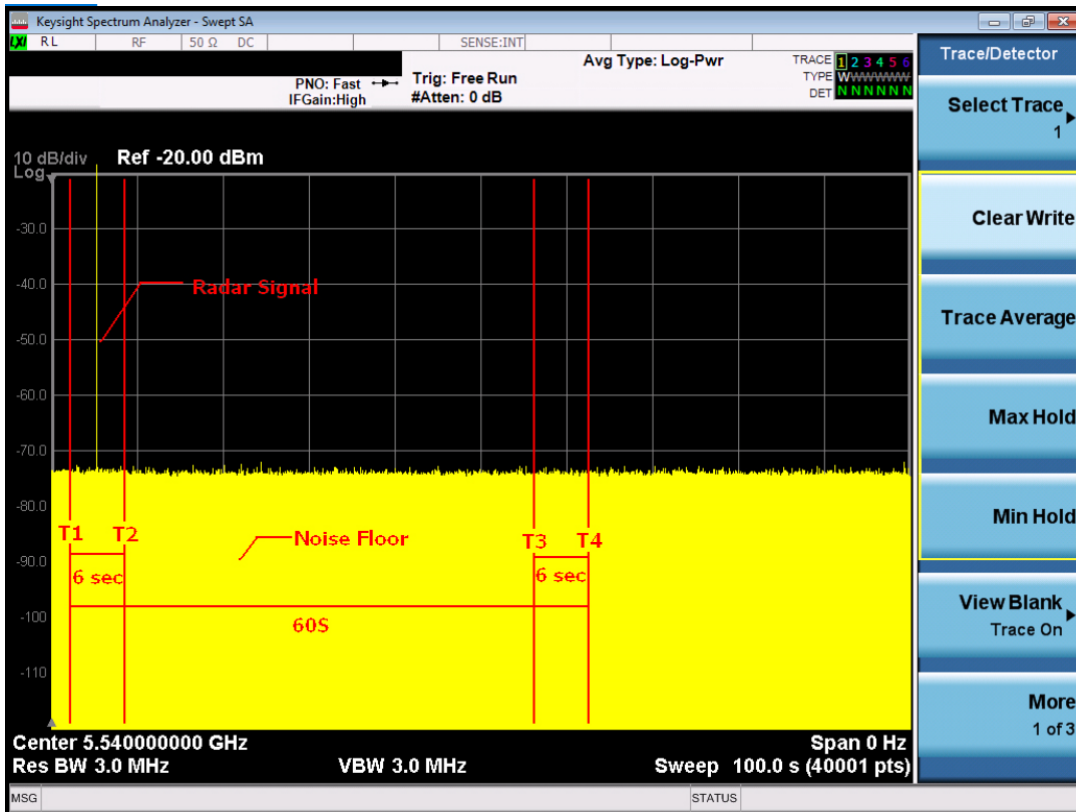 Keysight Spectrum Analyzer - Swept SA
LXI RL RF 50 Ω DC SENSE:INT
PNO: Fast
IFGain:High
Trig: Free Run
#Atten: 0 dB
Avg Type: Log-Pwr
TRACE 1 2 3 4 5 6
TYPE WWWWWW
DET N N N N N N
10 dB/div Ref -20.00 dBm
Log
-30.0
-40.0
Radar Signal
-50.0
-60.0
-70.0
-80.0
T1 T2 Noise Floor T3 T4
-90.0
6 sec 6 sec
-100
60S
-110
Center 5.540000000 GHz Span 0 Hz
Res BW 3.0 MHz VBW 3.0 MHz Sweep 100.0 s (40001 pts)
MSG STATUS
Trace/Detector
Select Trace
1
Clear Write
Trace Average
Max Hold
Min Hold
View Blank
Trace On
More
1 of 3